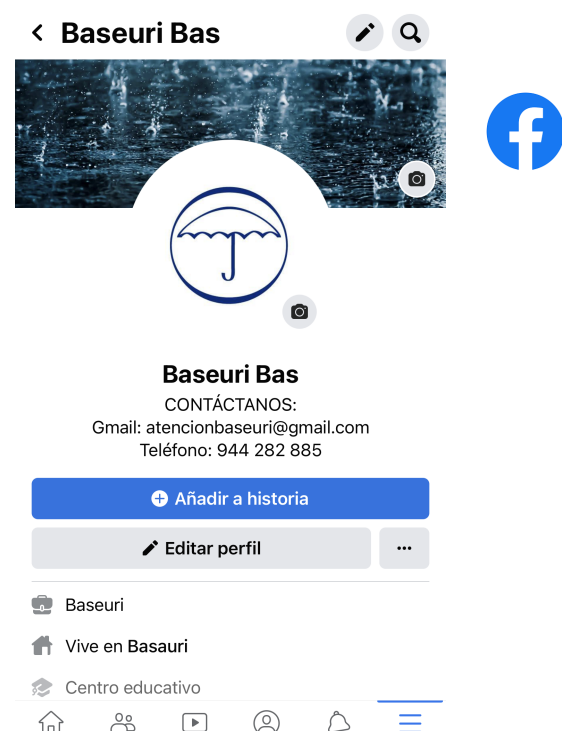 Baseuri Bas
Baseuri Bas
CONTÁCTANOS:
Gmail: atencionbaseuri@gmail.com
Teléfono: 944 282 885
Añadir a historia
Editar perfil
Baseuri
Vive en Basauri
Centro educativo